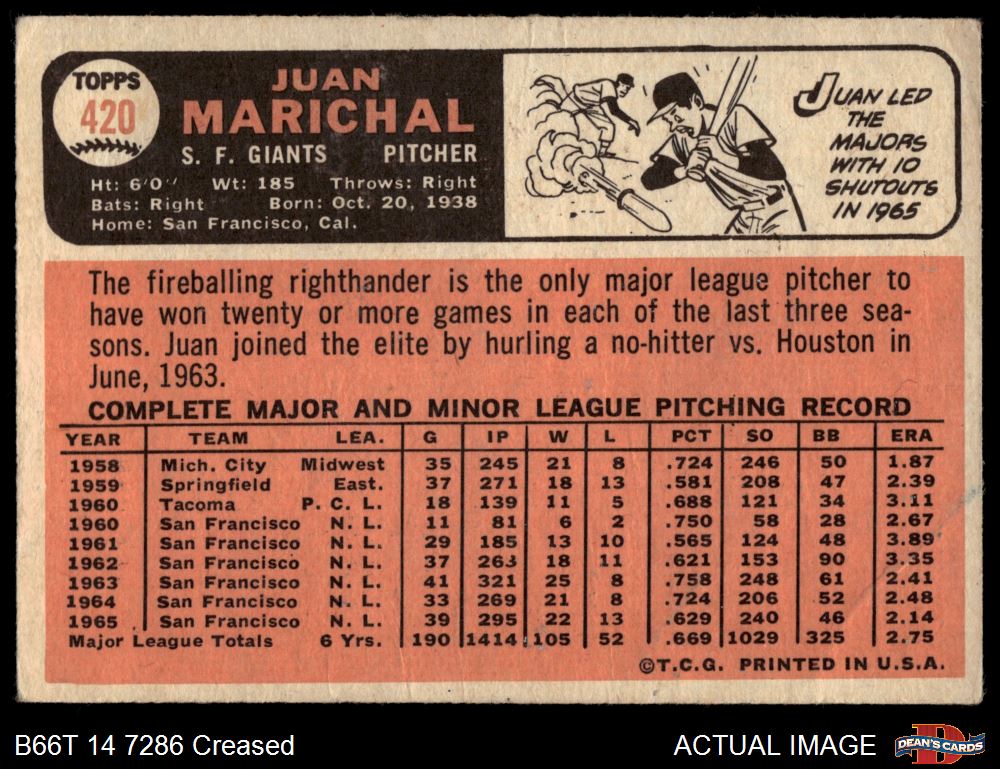 TOPPS
420
JUAN
MARICHAL
S. F. GIANTS PITCHER
Ht: 6'0" Wt: 185 Throws: Right
Bats: Right Born: Oct. 20, 1938
Home: San Francisco, Cal.
JUAN LED
THE
MAJORS
WITH 10
SHUTOUTS
IN 1965
The fireballing righthander is the only major league pitcher to
have won twenty or more games in each of the last three sea-
sons. Juan joined the elite by hurling a no-hitter vs. Houston in
June, 1963.
COMPLETE MAJOR AND MINOR LEAGUE PITCHING RECORD
YEAR TEAM LEA. G IP W L PCT SO BB ERA
1958 Mich. City Midwest 35 245 21 8 .724 246 50 1.87
1959 Springfield East. 37 271 18 13 .581 208 47 2.39
1960 Tacoma P. C. L. 18 139 11 5 .688 121 34 3.11
1960 San Francisco N. L. 11 81 6 2 .750 58 28 2.67
1961 San Francisco N. L. 29 185 13 10 .565 124 48 3.89
1962 San Francisco N. L. 37 263 18 11 .621 153 90 3.35
1963 San Francisco N. L. 41 321 25 8 .758 248 61 2.41
1964 San Francisco N. L. 33 269 21 8 .724 206 52 2.48
1965 San Francisco N. L. 39 295 22 13 .629 240 46 2.14
Major League Totals 6 Yrs. 190 1414 105 52 .669 1029 325 2.75
©T.C.G. PRINTED IN U.S.A.
B66T 14 7286 Creased
ACTUAL IMAGE
D
DEAN'S CARDS